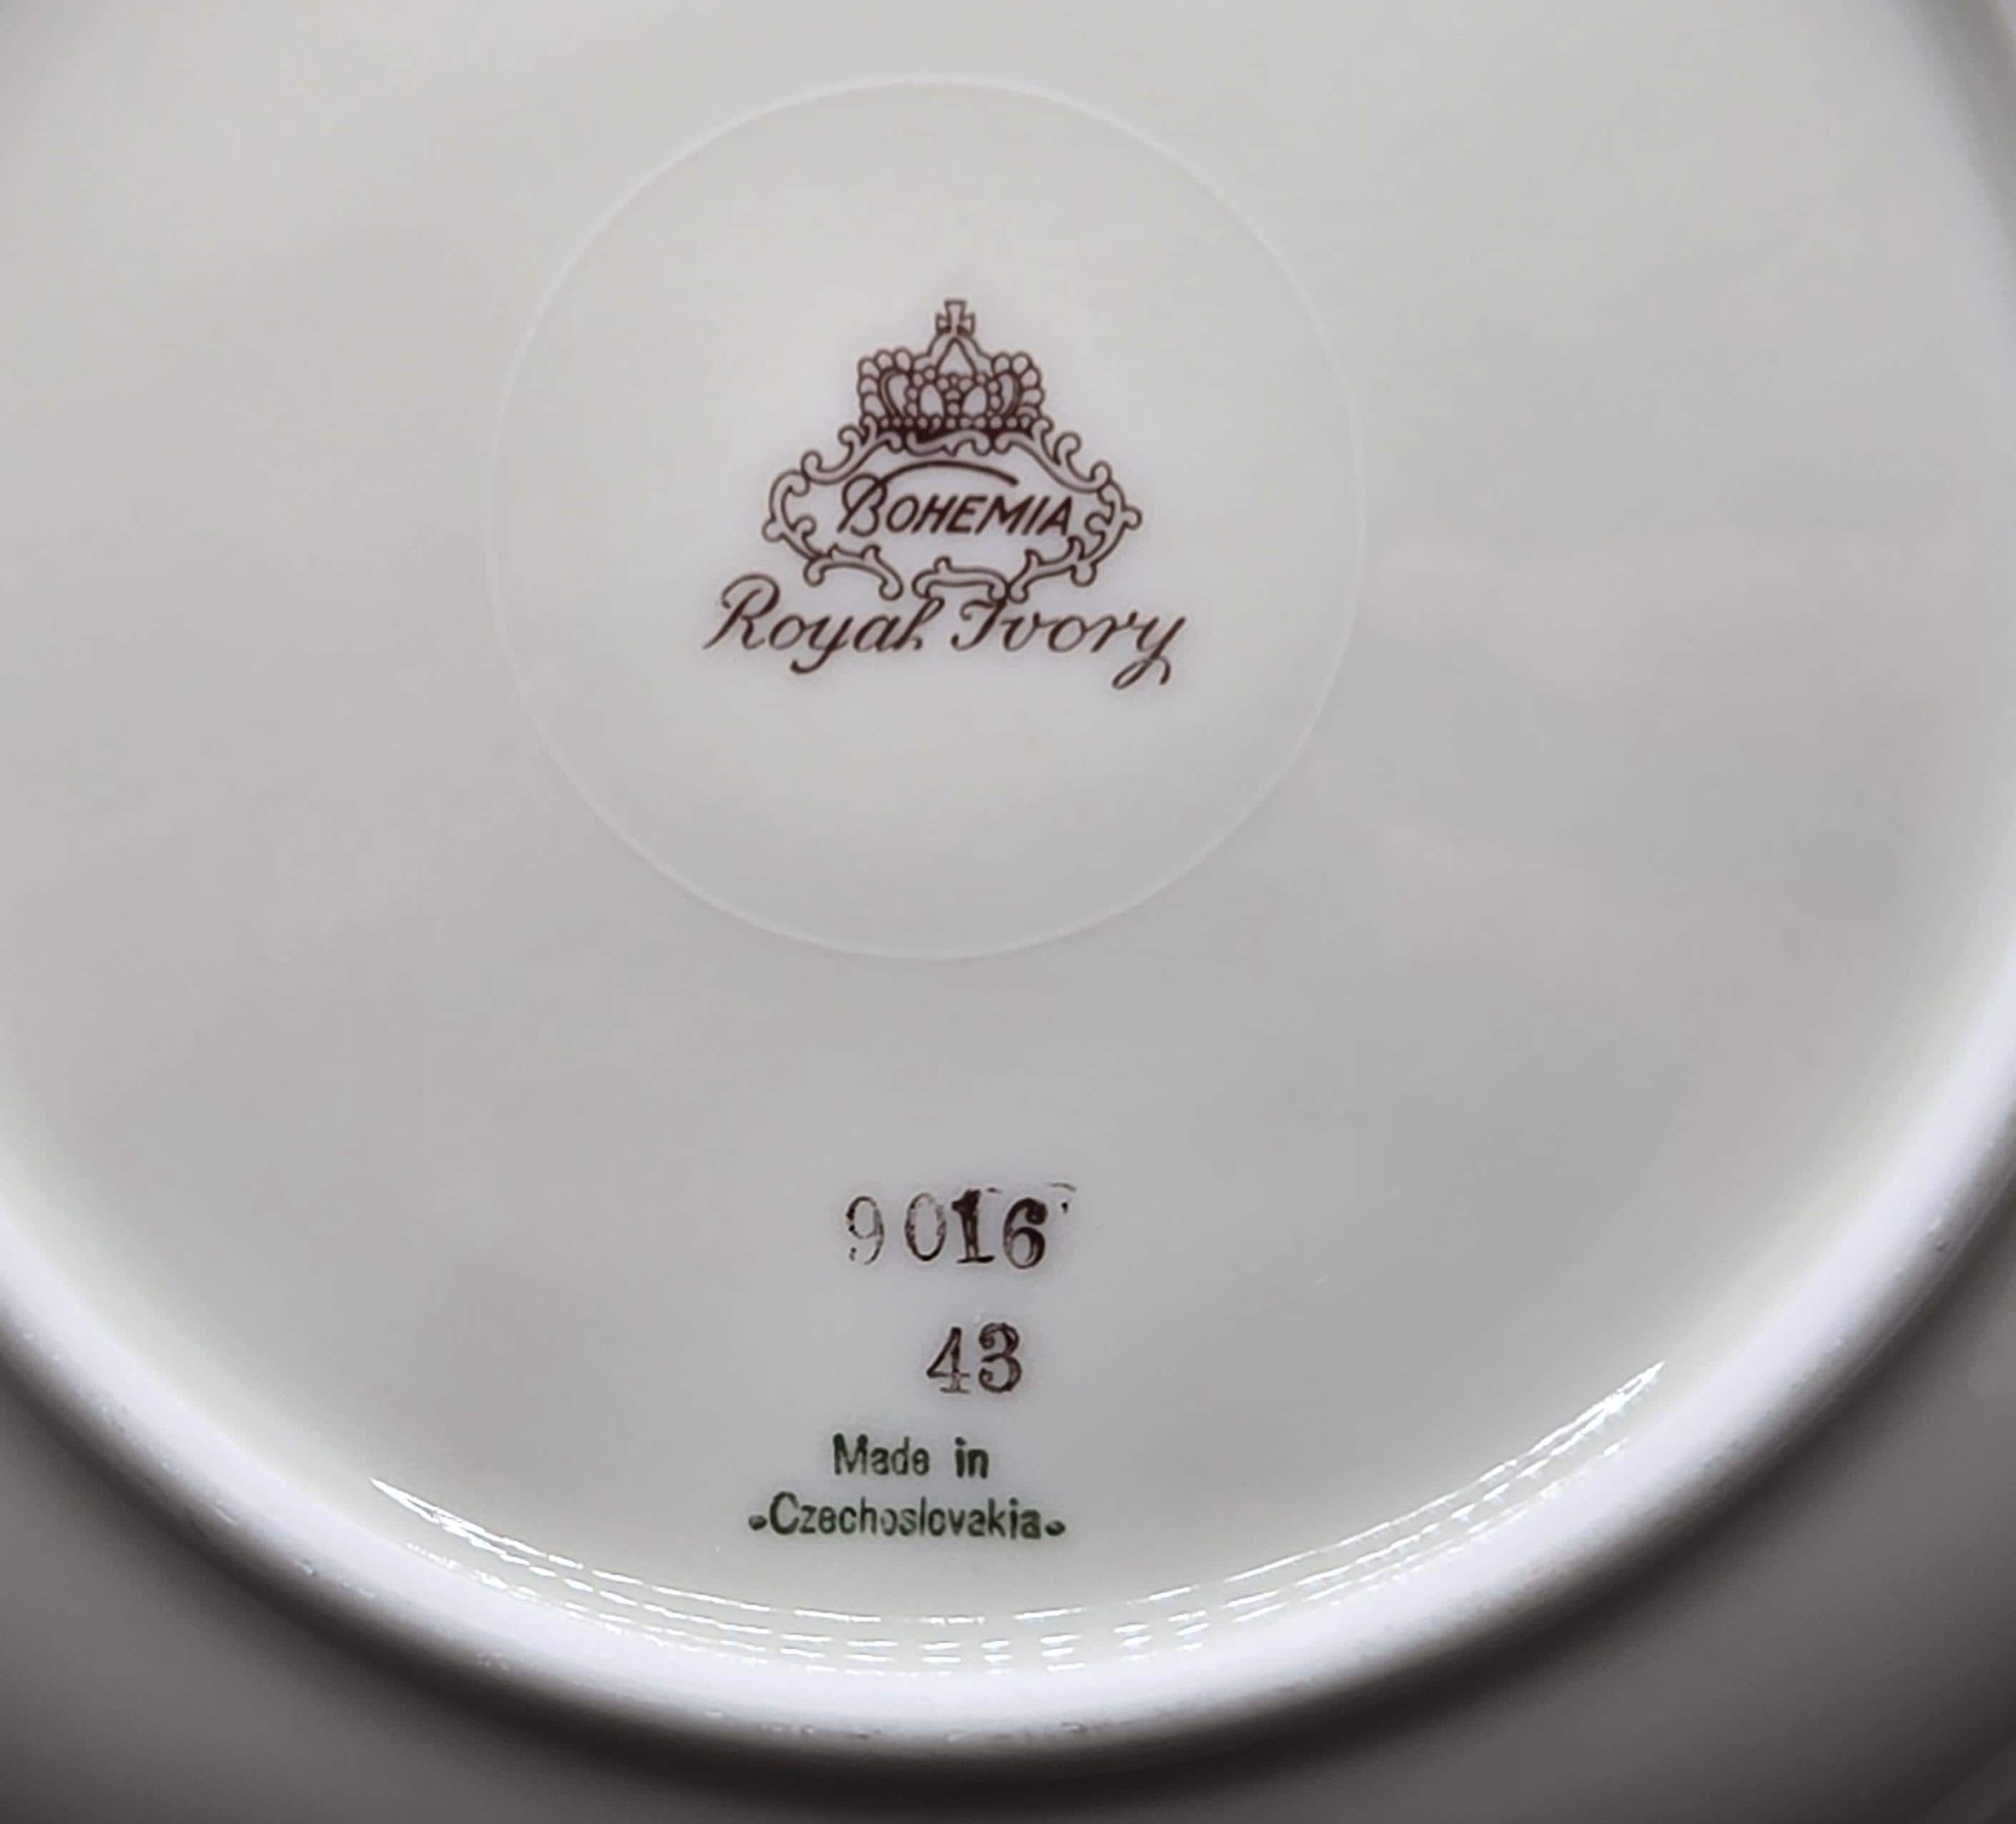 BOHEMIA
Royal Ivory
9016
43
Made in
•Czechoslovakia•